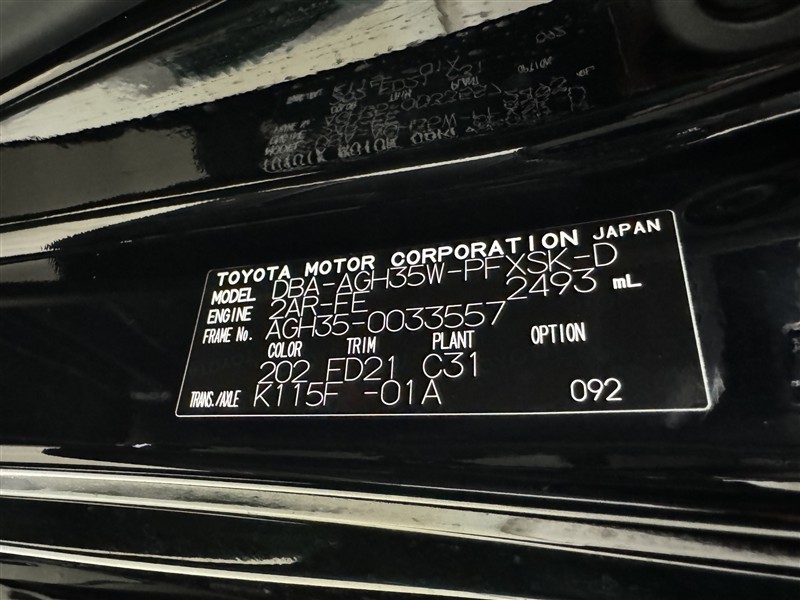 TOYOTA MOTOR CORPORATION JAPAN
MODEL DBA-AGH35W-PFXSK-D
ENGINE 2AR-FE 2493 mL
FRAME No. AGH35-0033557
COLOR TRIM PLANT OPTION
202 FD21 C31
TRANS./AXLE K115F -01A 092